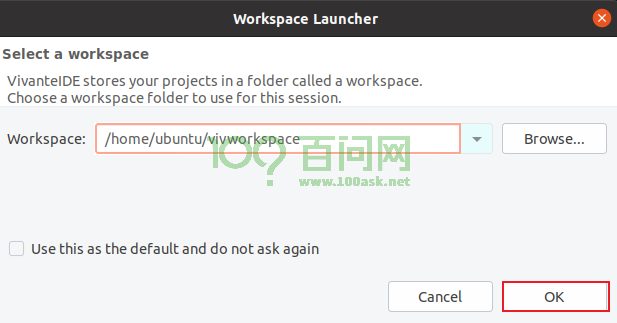 Workspace Launcher
Select a workspace
VivanteIDE stores your projects in a folder called a workspace.
Choose a workspace folder to use for this session.
Workspace: /home/ubuntu/vivworkspace Browse...
100? 百问网
www.100ask.net
Use this as the default and do not ask again
Cancel OK